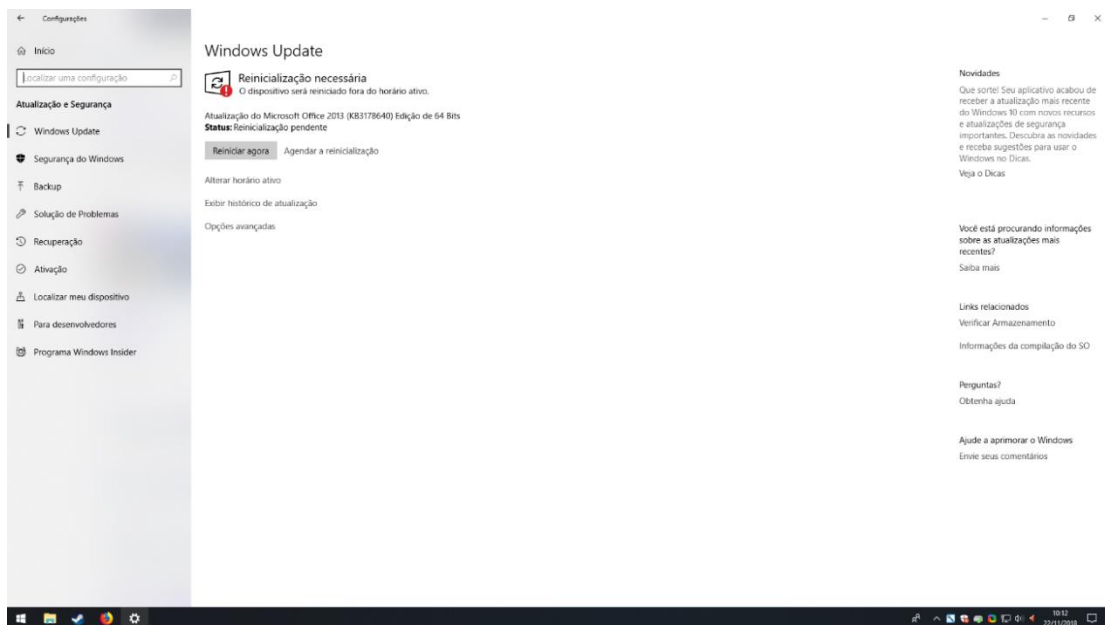 Configurações
Início
Localizar uma configuração
Atualização e Segurança
Windows Update
Segurança do Windows
Backup
Solução de Problemas
Recuperação
Ativação
Localizar meu dispositivo
Para desenvolvedores
Programa Windows Insider
Windows Update
Reinicialização necessária
O dispositivo será reiniciado fora do horário ativo.
Atualização do Microsoft Office 2013 (KB3178640) Edição de 64 Bits
Status: Reinicialização pendente
Reiniciar agora Agendar a reinicialização
Alterar horário ativo
Exibir histórico de atualização
Opções avançadas
Novidades
Que sorte! Seu aplicativo acabou de
receber a atualização mais recente
do Windows 10 com novos recursos
e atualizações de segurança
importantes. Descubra as novidades
e receba sugestões para usar o
Windows no Dicas.
Veja o Dicas
Você está procurando informações
sobre as atualizações mais
recentes?
Saiba mais
Links relacionados
Verificar Armazenamento
Informações da compilação do SO
Perguntas?
Obtenha ajuda
Ajude a aprimorar o Windows
Envie seus comentários
10:12
22/11/2018